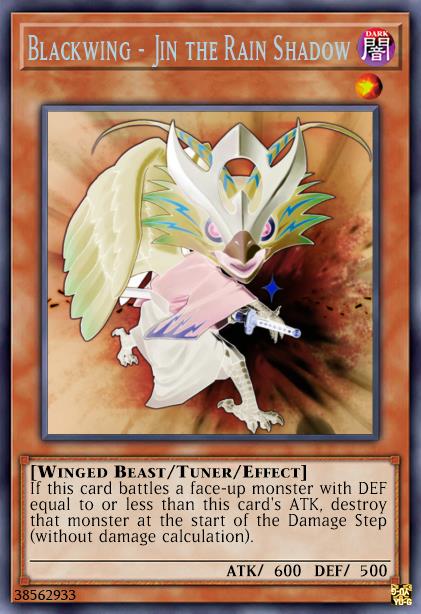 Blackwing - Jin the Rain Shadow
DARK
闇
[Winged Beast/Tuner/Effect]
If this card battles a face-up monster with DEF
equal to or less than this card's ATK, destroy
that monster at the start of the Damage Step
(without damage calculation).
ATK/ 600 DEF/ 500
38562933